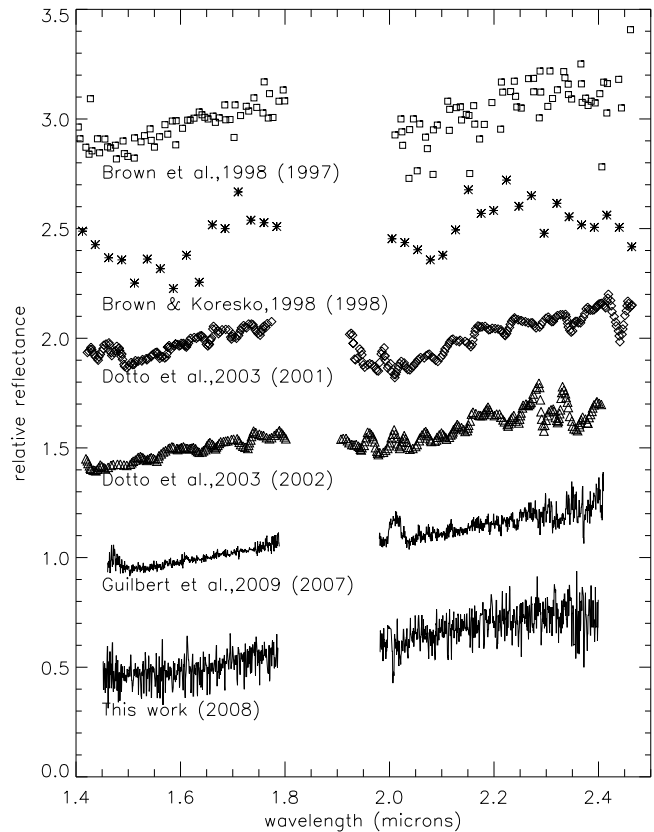 3.5
3.0
Brown et al.,1998 (1997)
2.5
Brown & Koresko,1998 (1998)
2.0
Dotto et al.,2003 (2001)
relative reflectance
1.5
Dotto et al.,2003 (2002)
1.0
Guilbert et al.,2009 (2007)
0.5
This work (2008)
0.0
1.4 1.6 1.8 2.0 2.2 2.4
wavelength (microns)